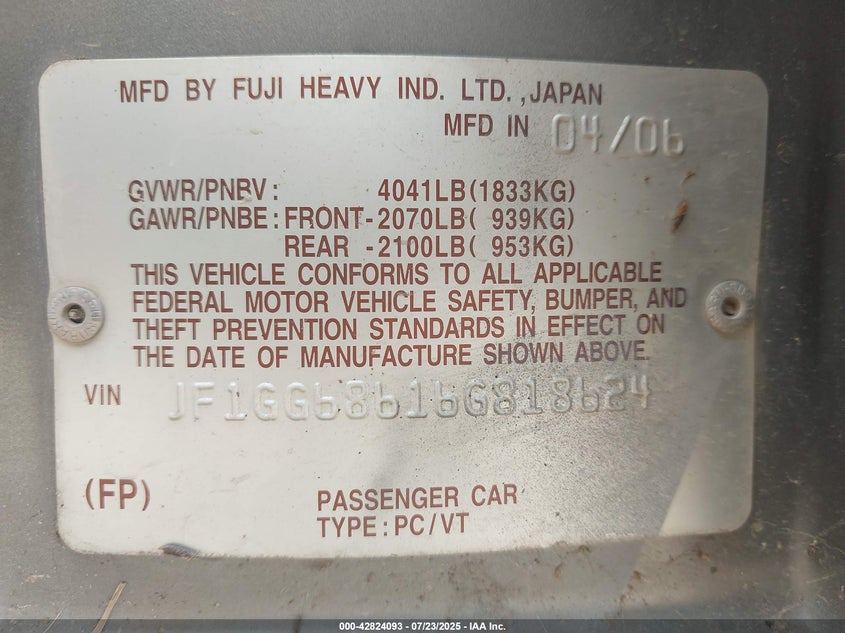 MFD BY FUJI HEAVY IND. LTD.,JAPAN
MFD IN 04/06
GVWR/PNBV: 4041LB(1833KG)
GAWR/PNBE:FRONT-2070LB( 939KG)
REAR -2100LB( 953KG)
THIS VEHICLE CONFORMS TO ALL APPLICABLE
FEDERAL MOTOR VEHICLE SAFETY, BUMPER, AND
THEFT PREVENTION STANDARDS IN EFFECT ON
THE DATE OF MANUFACTURE SHOWN ABOVE.
VIN JF1GG68616G818624
(FP) PASSENGER CAR
TYPE:PC/VT
000-42824093 - 07/23/2025 - IAA Inc.